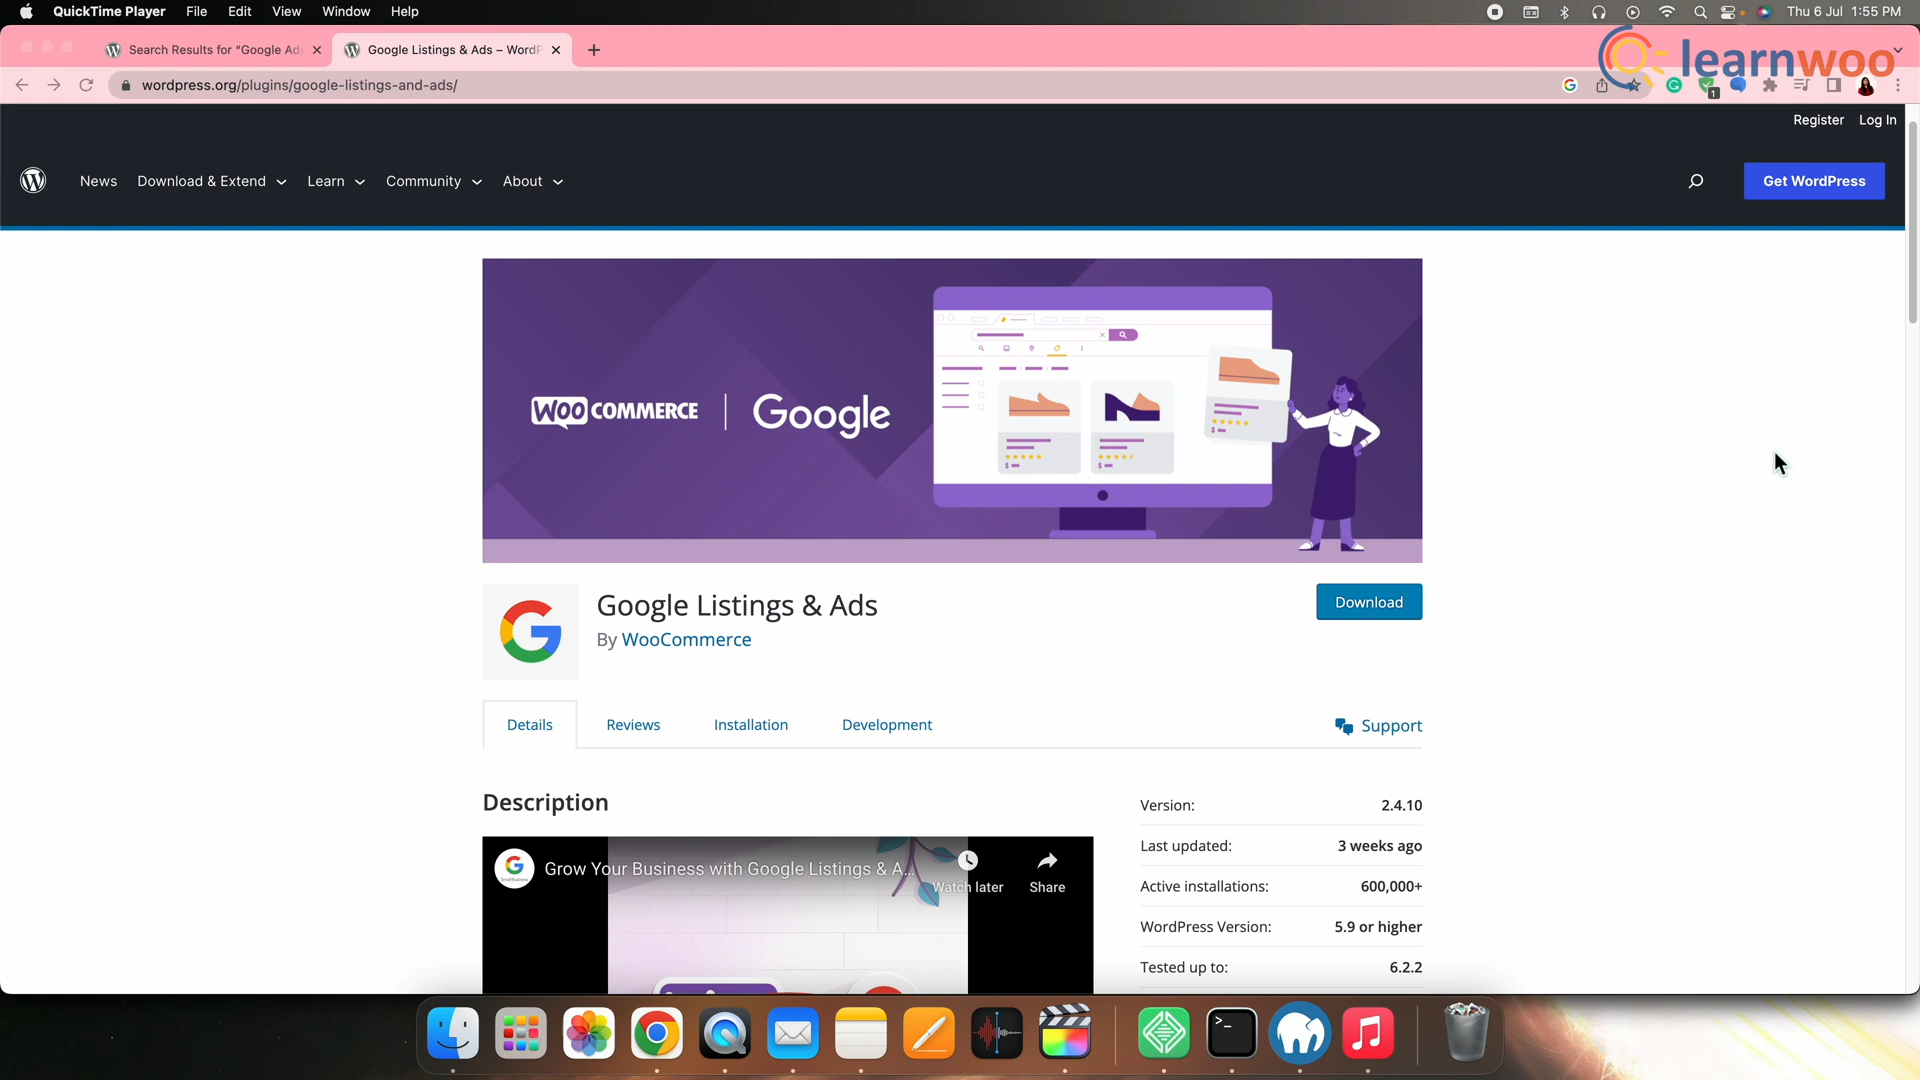 QuickTime Player File Edit View Window Help
Thu 6 Jul 1:55 PM
Search Results for "Google Ad
Google Listings & Ads – WordP
learnwoo
wordpress.org/plugins/google-listings-and-ads/
1
Register Log In
News Download & Extend Learn Community About
Get WordPress
WOO COMMERCE | Google
Google Listings & Ads
By WooCommerce
Download
Details Reviews Installation Development
Support
Description
Grow Your Business with Google Listings & A...
Watch later
Share
Version: 2.4.10
Last updated: 3 weeks ago
Active installations: 600,000+
WordPress Version: 5.9 or higher
Tested up to: 6.2.2